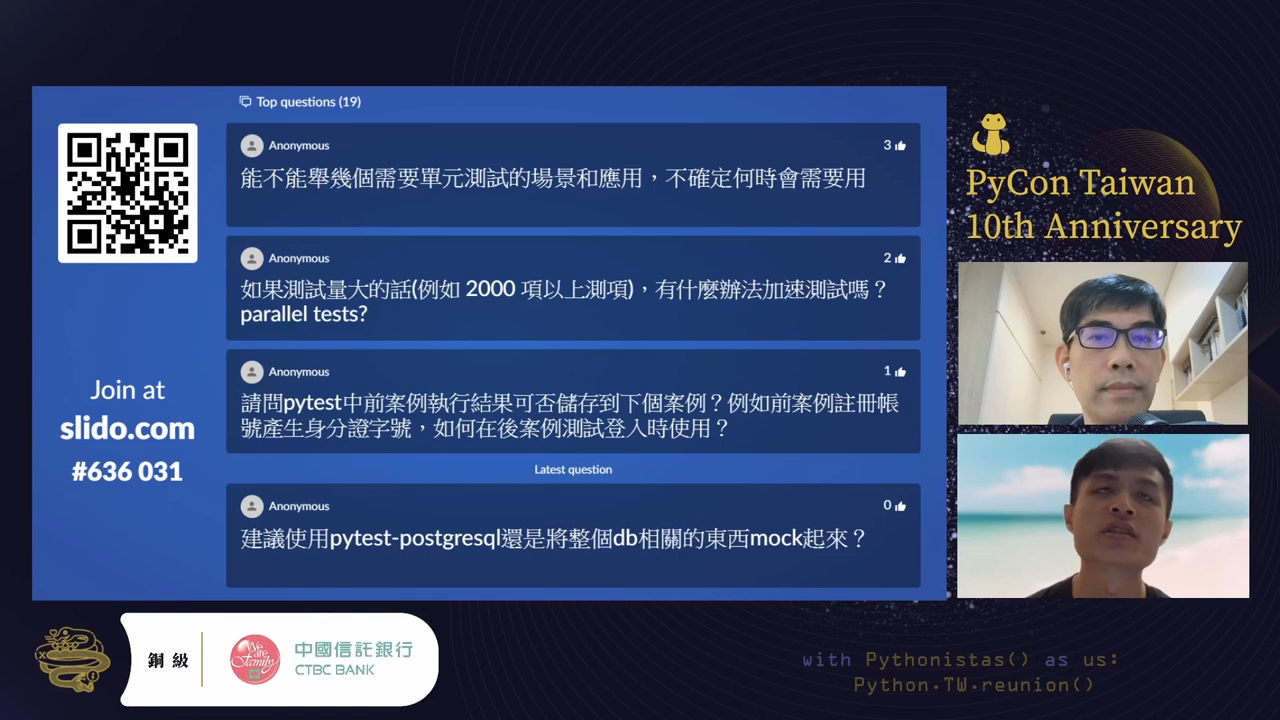 Top questions (19)
Anonymous
3
能不能舉幾個需要單元測試的場景和應用，不確定何時會需要用
Anonymous
2
如果測試量大的話(例如 2000 項以上測項)，有什麼辦法加速測試嗎？
parallel tests?
Anonymous
1
請問pytest中前案例執行結果可否儲存到下個案例？例如前案例註冊帳
號產生身分證字號，如何在後案例測試登入時使用？
Latest question
Anonymous
0
建議使用pytest-postgresql還是將整個db相關的東西mock起來？
Join at
slido.com
#636 031
PyCon Taiwan
10th Anniversary
銅級
We are Family
中國信託銀行
CTBC BANK
with Pythonistas() as us:
Python.TW.reunion()